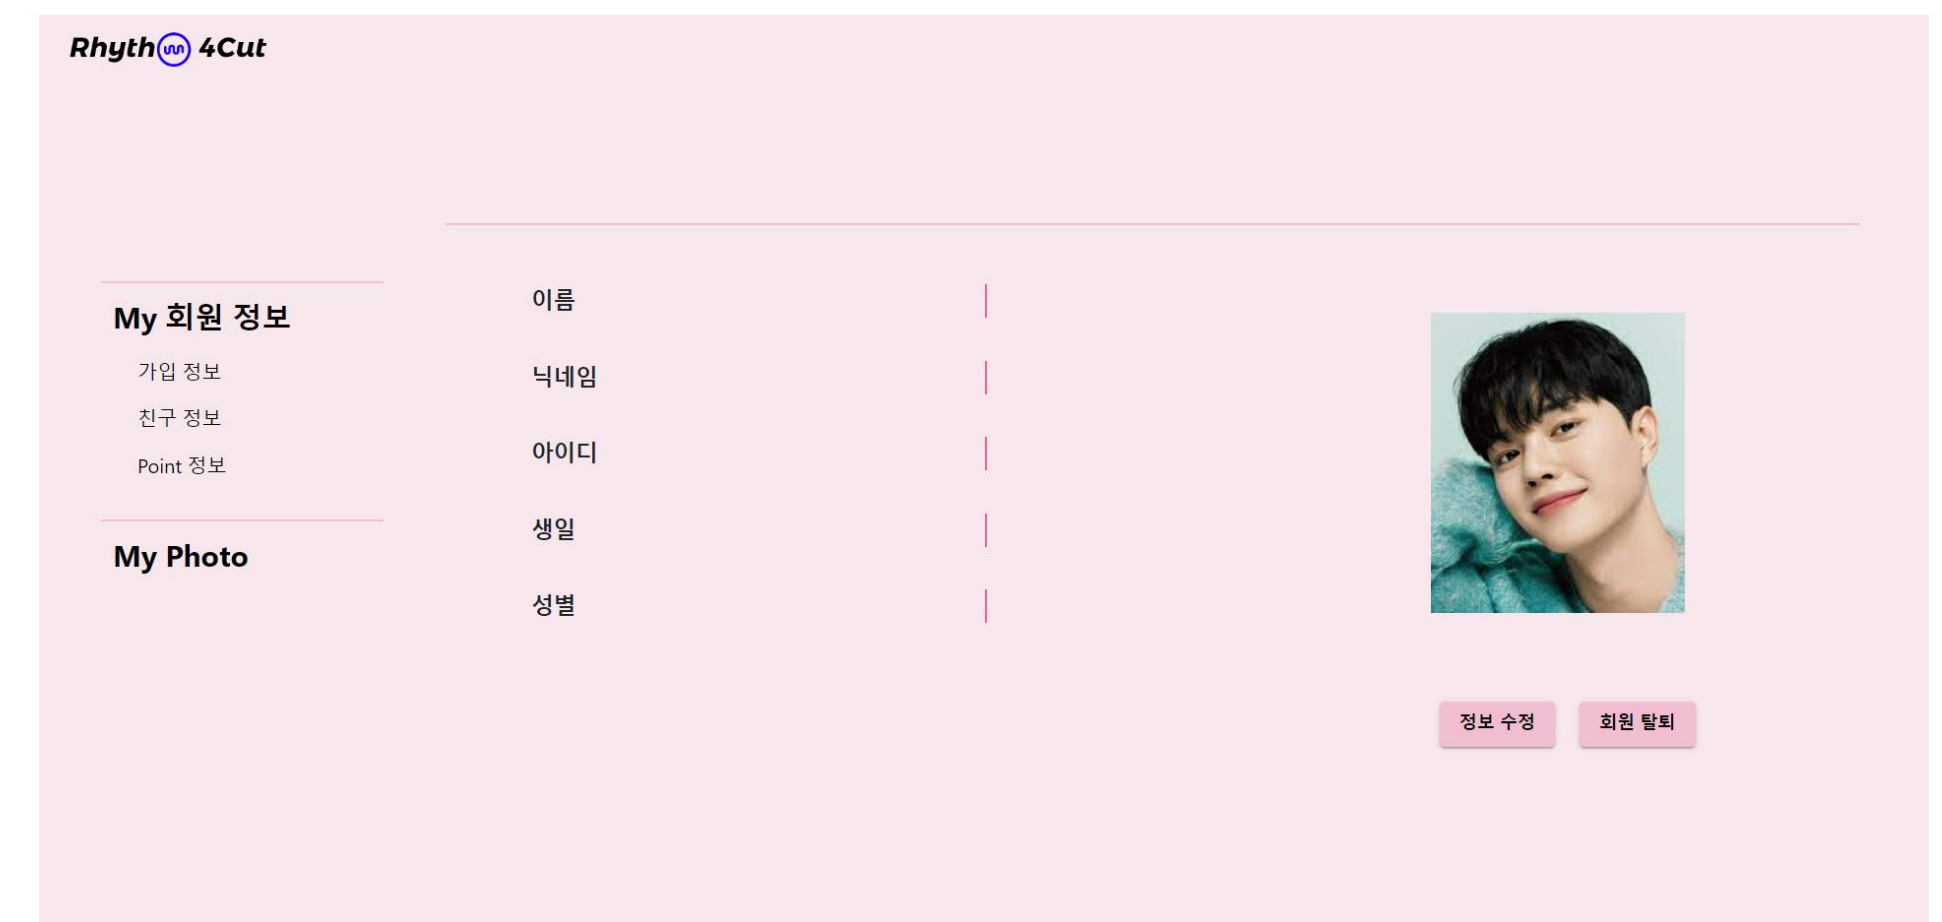 Rhythm 4Cut
My 회원 정보
가입 정보
친구 정보
Point 정보
My Photo
이름
닉네임
아이디
생일
성별
정보 수정
회원 탈퇴